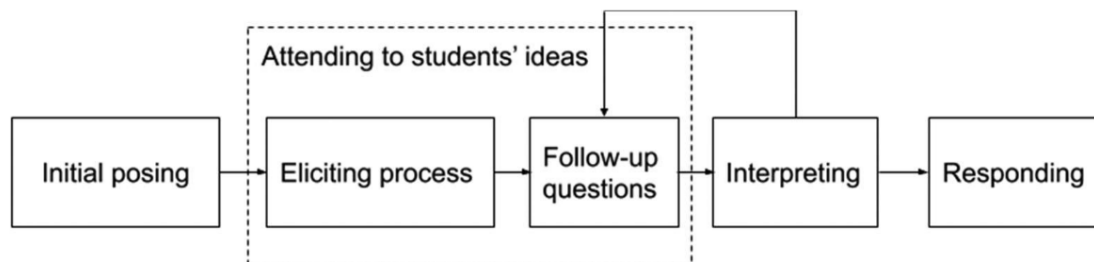 Attending to students’ ideas
Initial posing
Eliciting process
Follow-up
questions
Interpreting
Responding